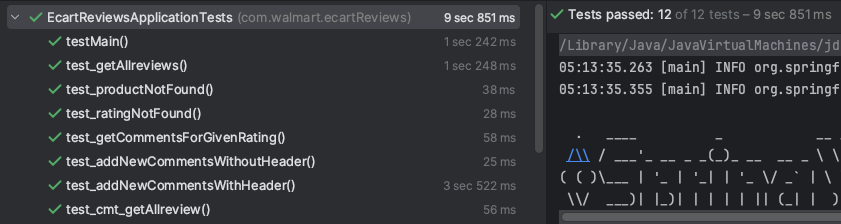 EcartReviewsApplicationTests (com.walmart.ecartReviews) 9 sec 851 ms
testMain() 1 sec 242 ms
test_getAllreviews() 1 sec 248 ms
test_productNotFound() 38 ms
test_ratingNotFound() 28 ms
test_getCommentsForGivenRating() 58 ms
test_addNewCommentsWithoutHeader() 25 ms
test_addNewCommentsWithHeader() 3 sec 522 ms
test_cmt_getAllreview() 56 ms
Tests passed: 12 of 12 tests – 9 sec 851 ms
/Library/Java/JavaVirtualMachines/jd
05:13:35.263 [main] INFO org.springf
05:13:35.355 [main] INFO org.springf